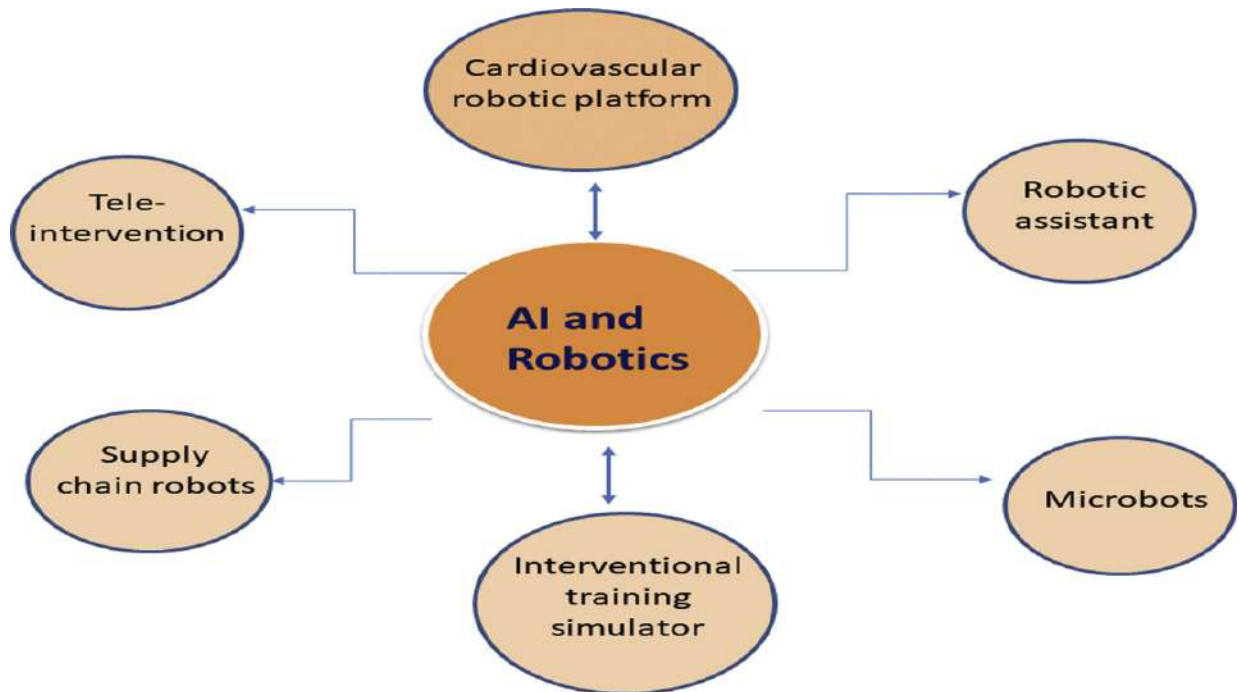 Cardiovascular
robotic platform
Tele-
intervention
Robotic
assistant
AI and
Robotics
Supply
chain robots
Microbots
Interventional
training
simulator